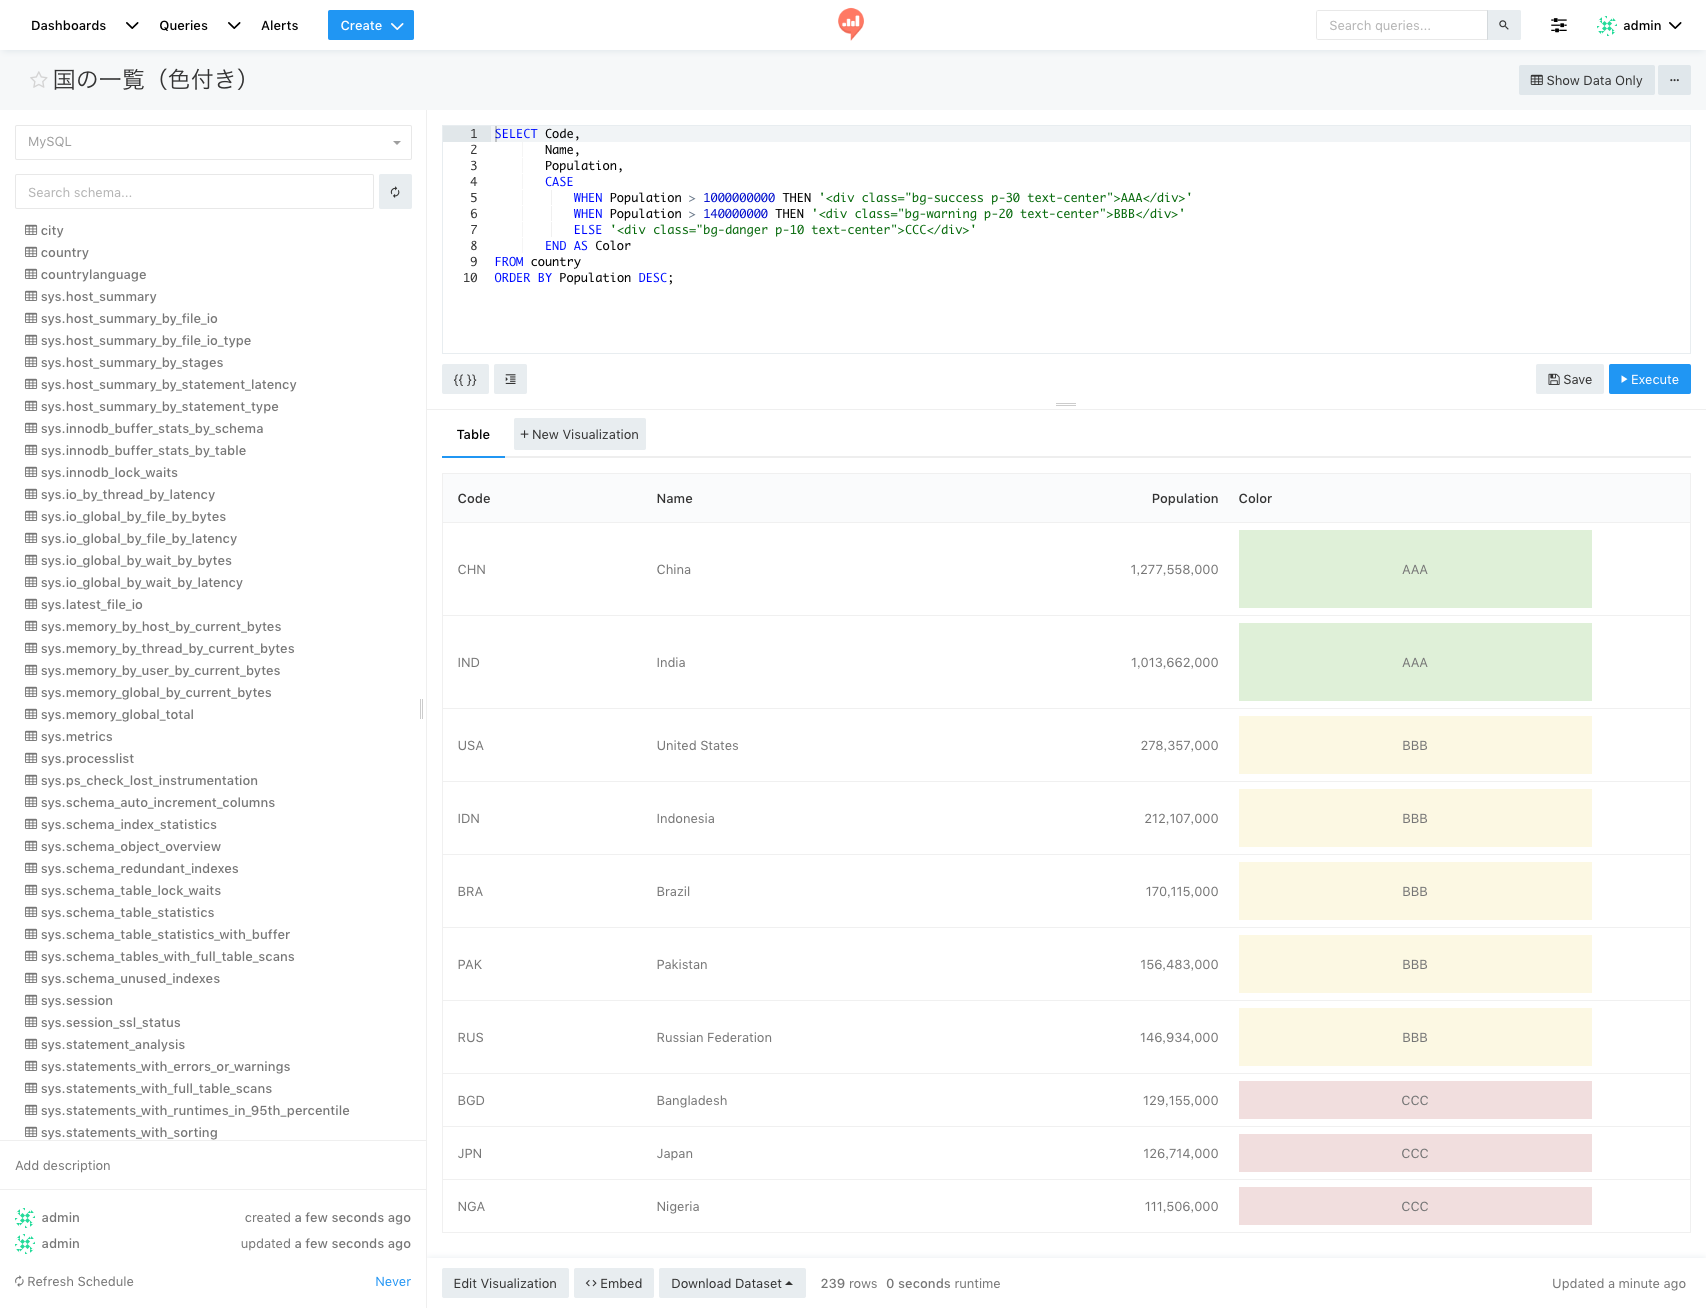 Dashboards Queries Alerts Create Search queries... admin
国の一覧（色付き）
Show Data Only ...
MySQL
Search schema...
city
country
countrylanguage
sys.host_summary
sys.host_summary_by_file_io
sys.host_summary_by_file_io_type
sys.host_summary_by_stages
sys.host_summary_by_statement_latency
sys.host_summary_by_statement_type
sys.innodb_buffer_stats_by_schema
sys.innodb_buffer_stats_by_table
sys.innodb_lock_waits
sys.io_by_thread_by_latency
sys.io_global_by_file_by_bytes
sys.io_global_by_file_by_latency
sys.io_global_by_wait_by_bytes
sys.io_global_by_wait_by_latency
sys.latest_file_io
sys.memory_by_host_by_current_bytes
sys.memory_by_thread_by_current_bytes
sys.memory_by_user_by_current_bytes
sys.memory_global_by_current_bytes
sys.memory_global_total
sys.metrics
sys.processlist
sys.ps_check_lost_instrumentation
sys.schema_auto_increment_columns
sys.schema_index_statistics
sys.schema_object_overview
sys.schema_redundant_indexes
sys.schema_table_lock_waits
sys.schema_table_statistics
sys.schema_table_statistics_with_buffer
sys.schema_tables_with_full_table_scans
sys.schema_unused_indexes
sys.session
sys.session_ssl_status
sys.statement_analysis
sys.statements_with_errors_or_warnings
sys.statements_with_full_table_scans
sys.statements_with_runtimes_in_95th_percentile
sys.statements_with_sorting
Add description
admin created a few seconds ago
admin updated a few seconds ago
Refresh Schedule Never
1 SELECT Code,
2 Name,
3 Population,
4 CASE
5 WHEN Population > 1000000000 THEN '<div class="bg-success p-30 text-center">AAA</div>'
6 WHEN Population > 140000000 THEN '<div class="bg-warning p-20 text-center">BBB</div>'
7 ELSE '<div class="bg-danger p-10 text-center">CCC</div>'
8 END AS Color
9 FROM country
10 ORDER BY Population DESC;
{{ }} Save Execute
Table + New Visualization
Code Name Population Color
CHN China 1,277,558,000 AAA
IND India 1,013,662,000 AAA
USA United States 278,357,000 BBB
IDN Indonesia 212,107,000 BBB
BRA Brazil 170,115,000 BBB
PAK Pakistan 156,483,000 BBB
RUS Russian Federation 146,934,000 BBB
BGD Bangladesh 129,155,000 CCC
JPN Japan 126,714,000 CCC
NGA Nigeria 111,506,000 CCC
Edit Visualization <> Embed Download Dataset 239 rows 0 seconds runtime Updated a minute ago